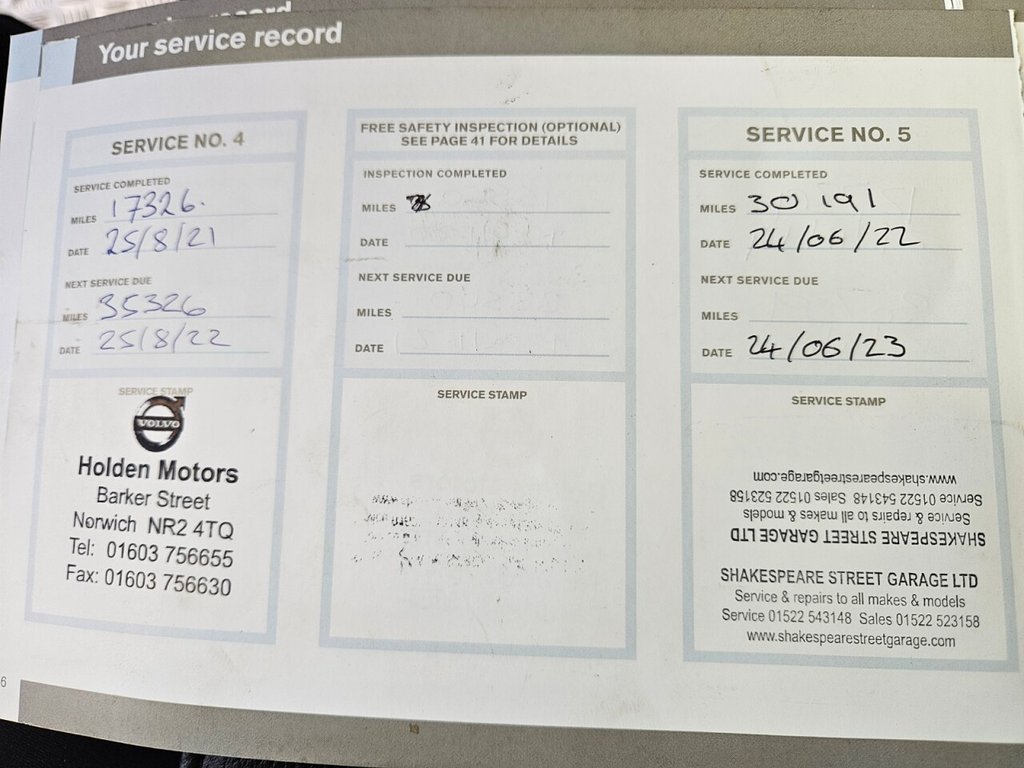 Your service record
SERVICE NO. 4
SERVICE COMPLETED
MILES 17326.
DATE 25/8/21
NEXT SERVICE DUE
MILES 35326
DATE 25/8/22
SERVICE STAMP
VOLVO
Holden Motors
Barker Street
Norwich NR2 4TQ
Tel: 01603 756655
Fax: 01603 756630
FREE SAFETY INSPECTION (OPTIONAL)
SEE PAGE 41 FOR DETAILS
INSPECTION COMPLETED
MILES
DATE
NEXT SERVICE DUE
MILES
DATE
SERVICE STAMP
SERVICE NO. 5
SERVICE COMPLETED
MILES 30 191
DATE 24/06/22
NEXT SERVICE DUE
MILES
DATE 24/06/23
SERVICE STAMP
www.shakespearestreetgarage.com
Service 01522 543148 Sales 01522 523158
Service & repairs to all makes & models
SHAKESPEARE STREET GARAGE LTD
SHAKESPEARE STREET GARAGE LTD
Service & repairs to all makes & models
Service 01522 543148 Sales 01522 523158
www.shakespearestreetgarage.com
6